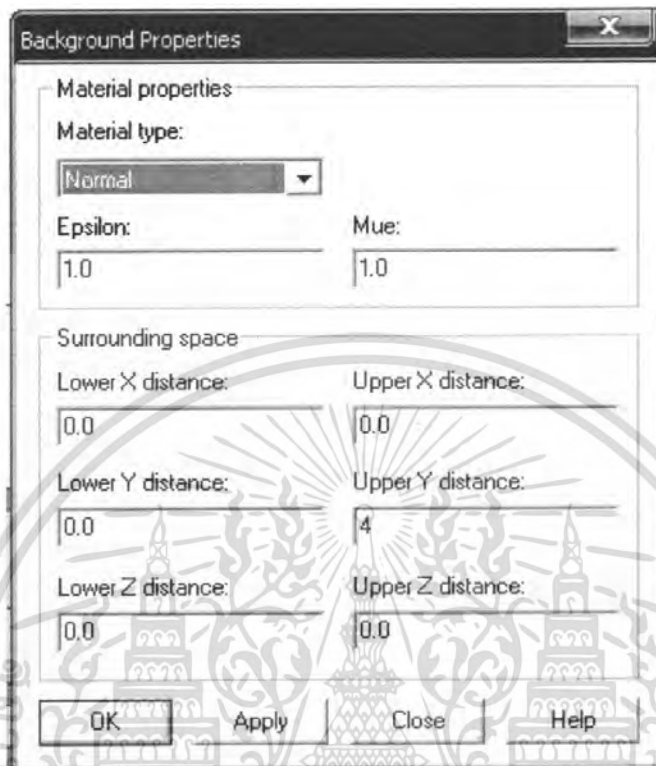 Background Properties
Material properties
Material type:
Normal
Epsilon: Mue:
1.0 1.0
Surrounding space
Lower X distance: Upper X distance:
0.0 0.0
Lower Y distance: Upper Y distance:
0.0 4
Lower Z distance: Upper Z distance:
0.0 0.0
OK Apply Close Help